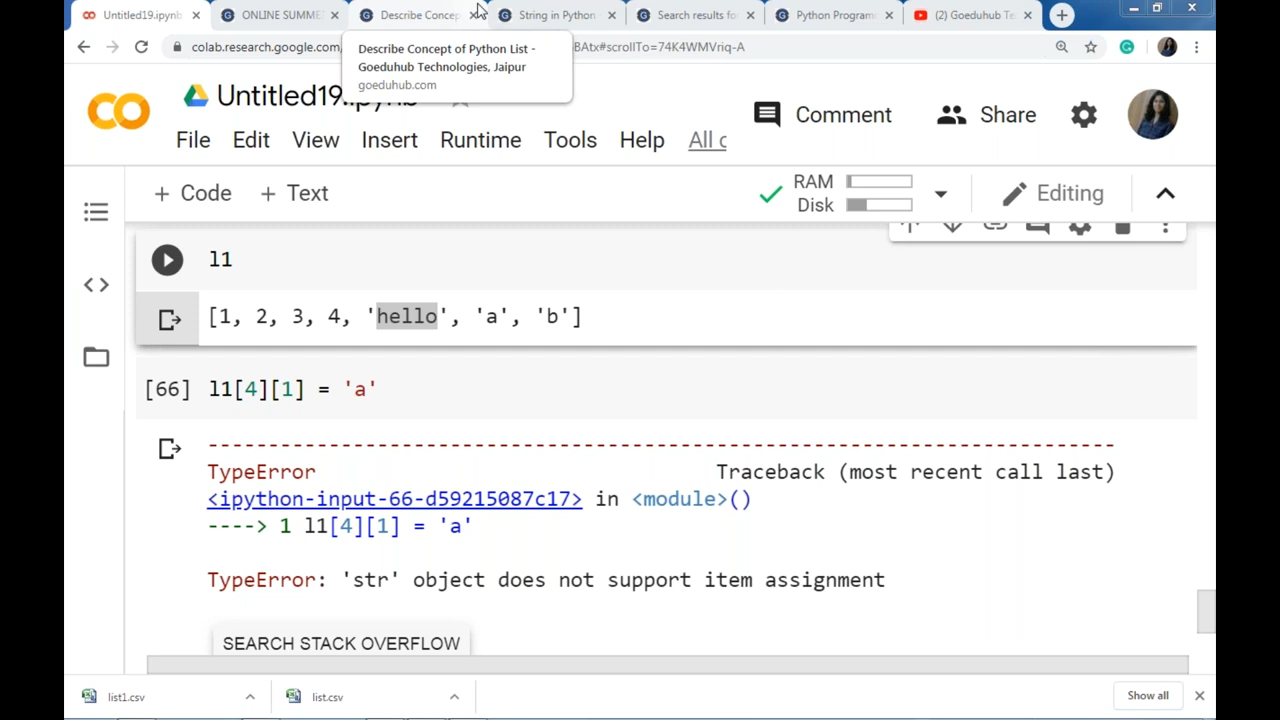 Untitled19.ipynb
ONLINE SUMME
Describe Concep
String in Python
Search results fo
Python Program
(2) Goeduhub Te
colab.research.google.com,
BAtx#scrollTo=74K4WMVriq-A
Describe Concept of Python List -
Goeduhub Technologies, Jaipur
goeduhub.com
Untitled19.ipynb
Comment
Share
File Edit View Insert Runtime Tools Help All c
+ Code + Text
RAM
Disk
Editing
l1
[1, 2, 3, 4, 'hello', 'a', 'b']
[66] l1[4][1] = 'a'
---------------------------------------------------------------------------
TypeError Traceback (most recent call last)
<ipython-input-66-d59215087c17> in <module>()
----> 1 l1[4][1] = 'a'
TypeError: 'str' object does not support item assignment
SEARCH STACK OVERFLOW
list1.csv
list.csv
Show all